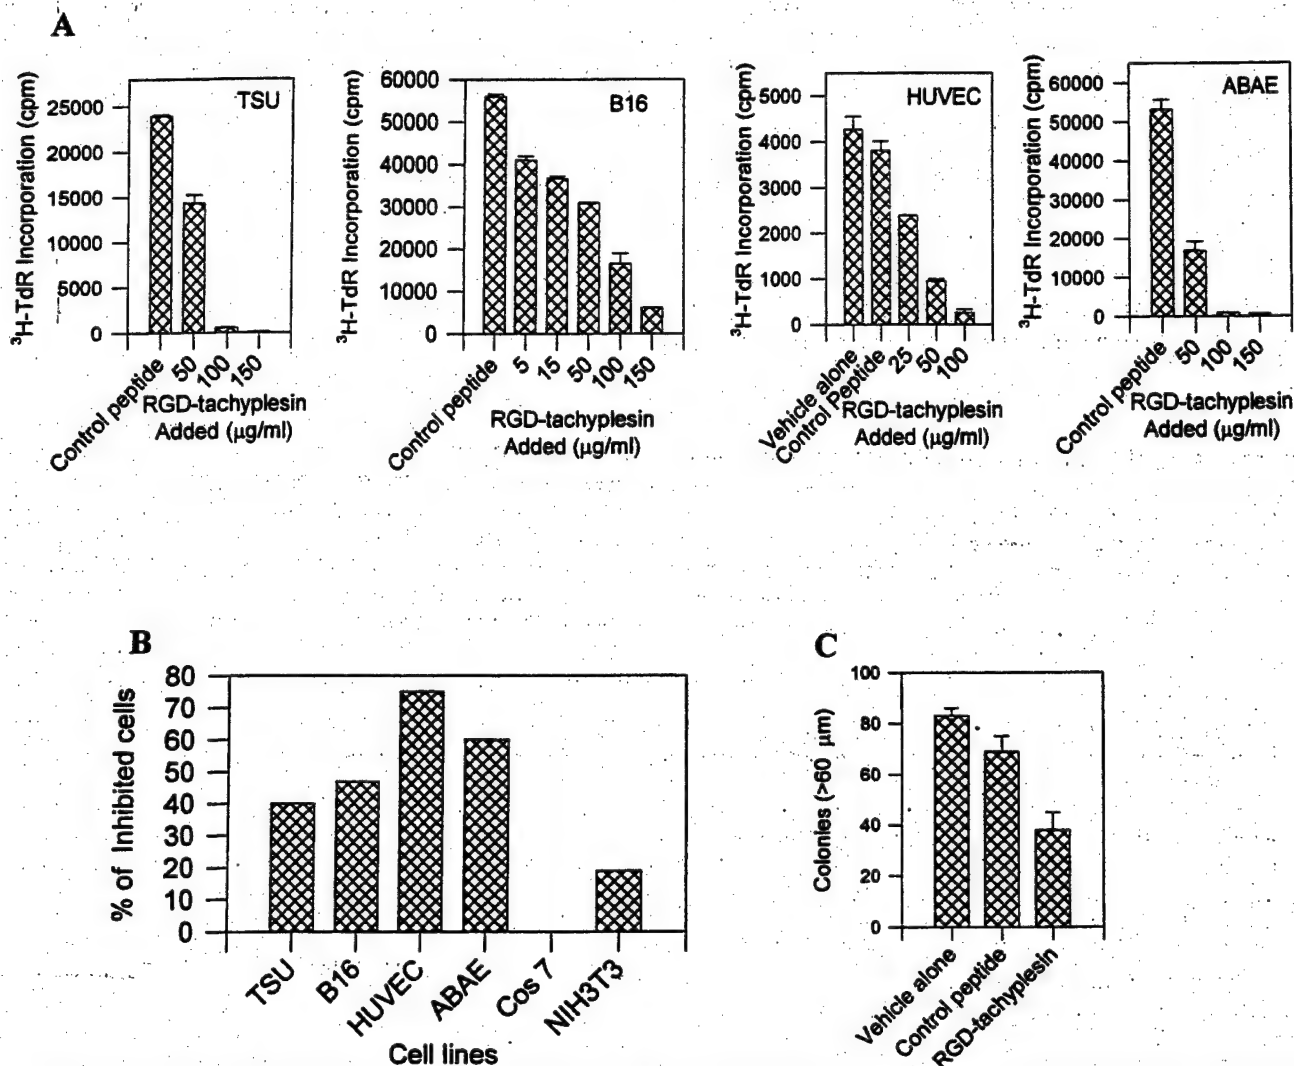 A
³H-TdR Incorporation (cpm)
25000
20000
15000
10000
5000
0
TSU
Control peptide
50
100
150
RGD-tachyplesin
Added (μg/ml)
³H-TdR Incorporation (cpm)
60000
50000
40000
30000
20000
10000
0
B16
Control peptide
5
15
50
100
150
RGD-tachyplesin
Added (μg/ml)
³H-TdR Incorporation (cpm)
5000
4000
3000
2000
1000
0
HUVEC
Vehicle alone
Control Peptide
25
50
100
RGD-tachyplesin
Added (μg/ml)
³H-TdR Incorporation (cpm)
60000
50000
40000
30000
20000
10000
0
ABAE
Control peptide
50
100
150
RGD-tachyplesin
Added (μg/ml)
B
% of Inhibited cells
80
70
60
50
40
30
20
10
0
TSU
B16
HUVEC
ABAE
Cos 7
NIH3T3
Cell lines
C
Colonies (>60 μm)
100
80
60
40
20
0
Vehicle alone
Control peptide
RGD-tachyplesin